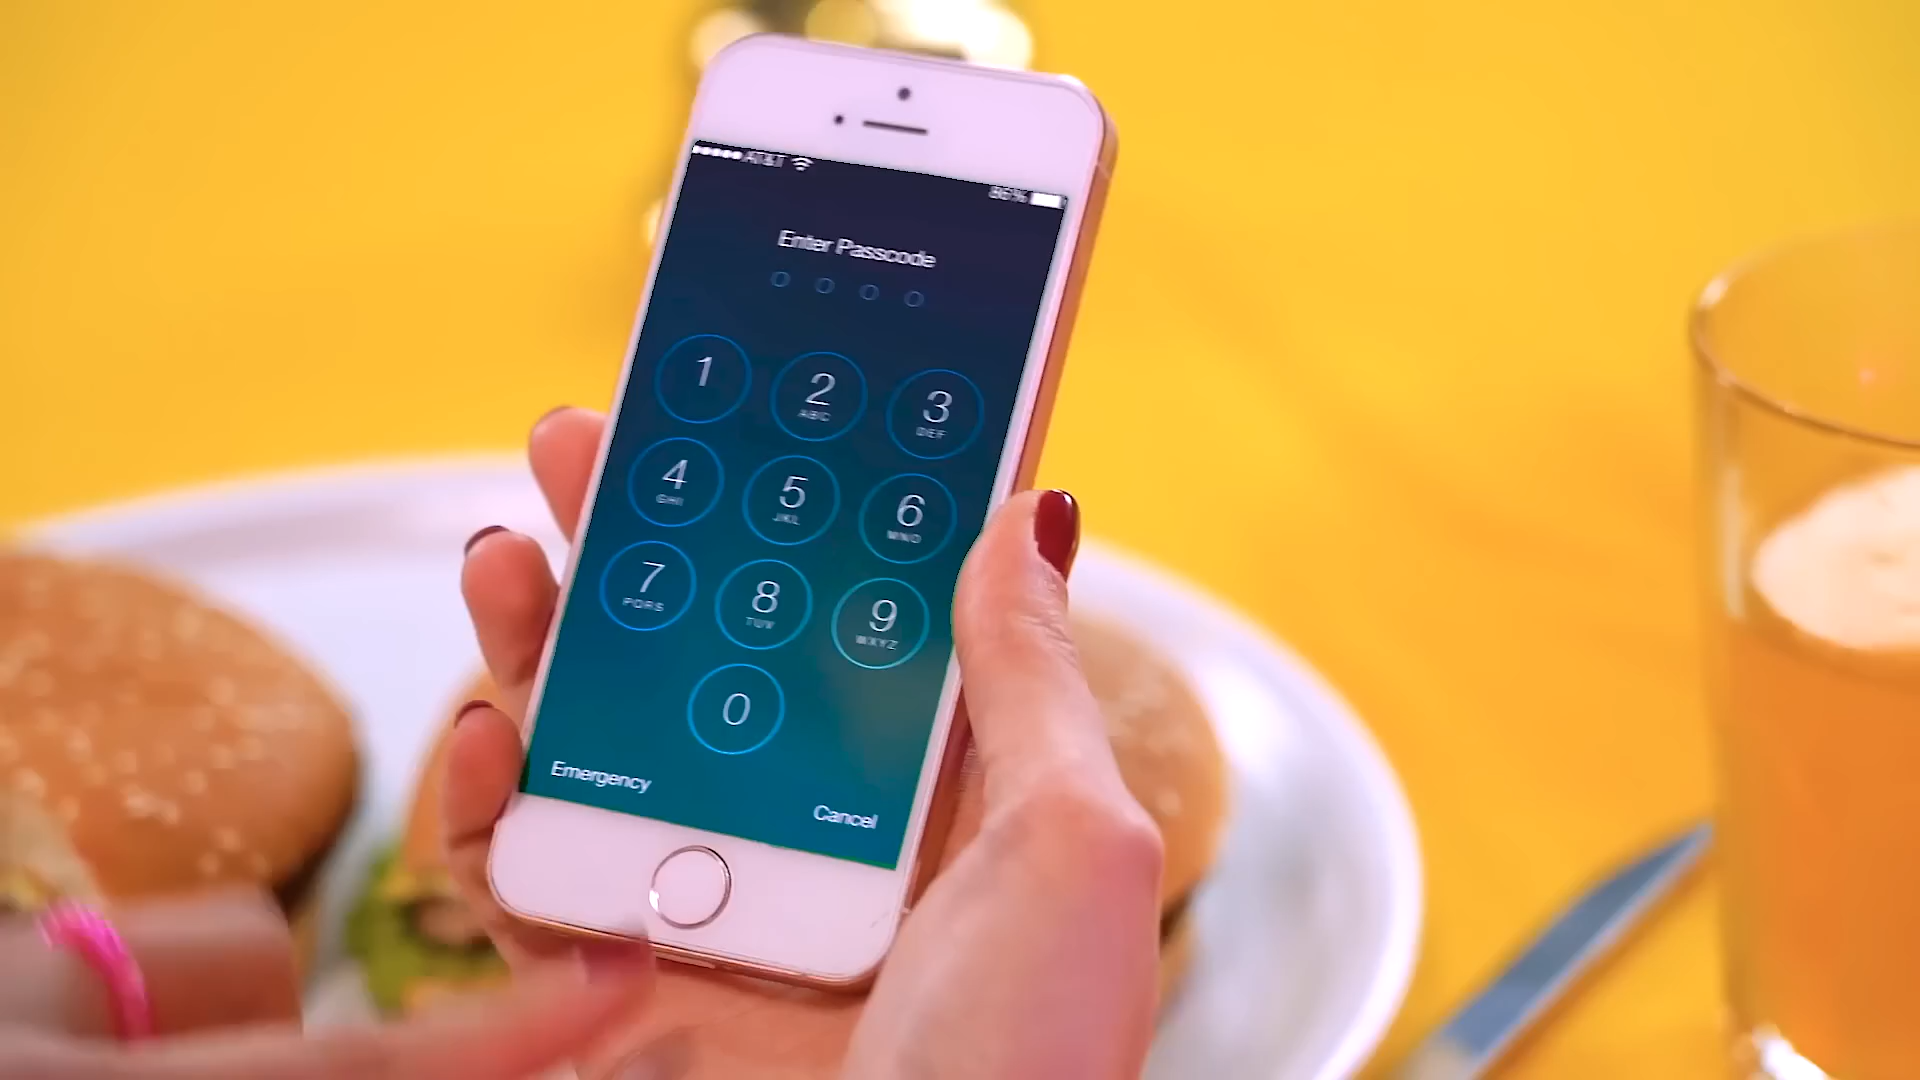 AT&T
86%
Enter Passcode
1
2
ABC
3
DEF
4
GHI
5
JKL
6
MNO
7
PQRS
8
TUV
9
WXYZ
0
Emergency
Cancel